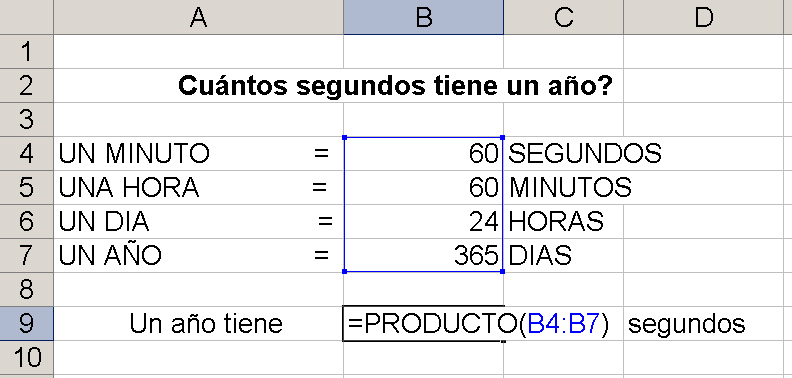 A B C D
1
2 Cuántos segundos tiene un año?
3
4 UN MINUTO = 60 SEGUNDOS
5 UNA HORA = 60 MINUTOS
6 UN DIA = 24 HORAS
7 UN AÑO = 365 DIAS
8
9 Un año tiene =PRODUCTO(B4:B7) segundos
10